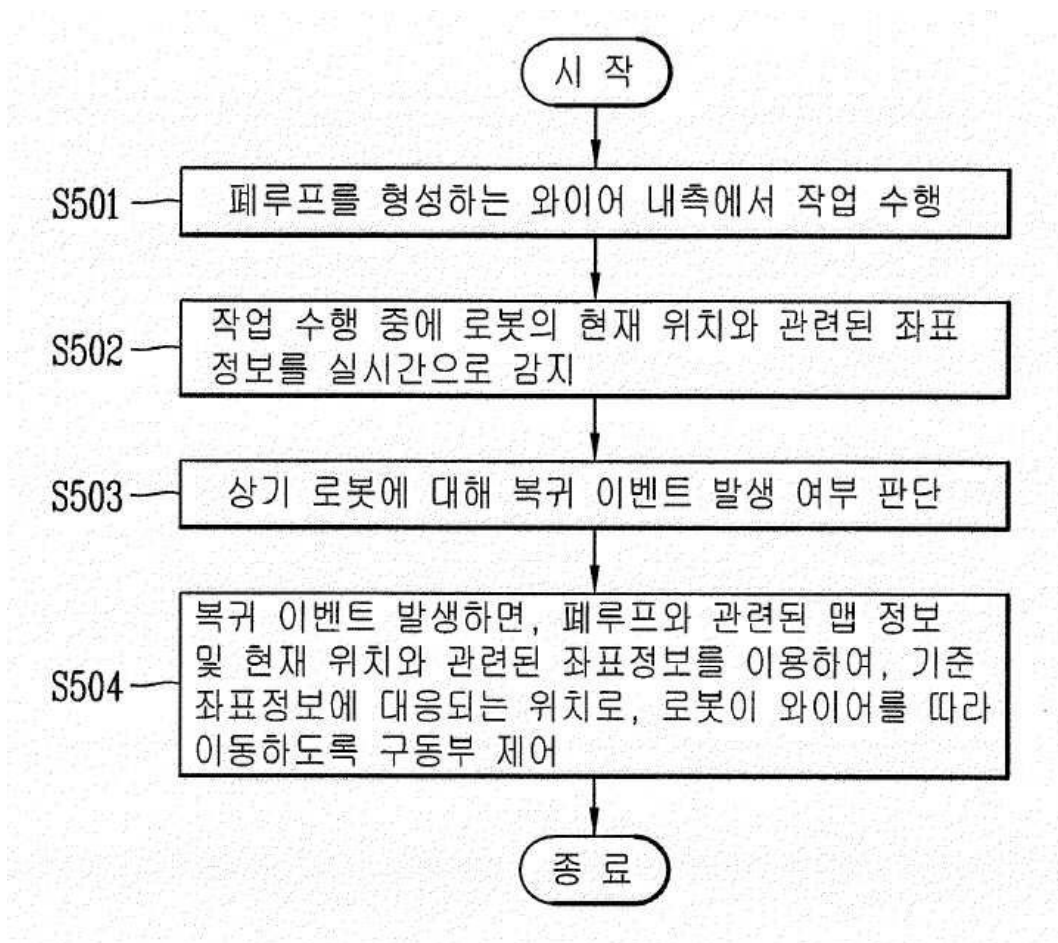 시 작
S501
페루프를 형성하는 와이어 내측에서 작업 수행
S502
작업 수행 중에 로봇의 현재 위치와 관련된 좌표
정보를 실시간으로 감지
S503
상기 로봇에 대해 복귀 이벤트 발생 여부 판단
S504
복귀 이벤트 발생하면, 폐루프와 관련된 맵 정보
및 현재 위치와 관련된 좌표정보를 이용하여, 기준
좌표정보에 대응되는 위치로, 로봇이 와이어를 따라
이동하도록 구동부 제어
종 료